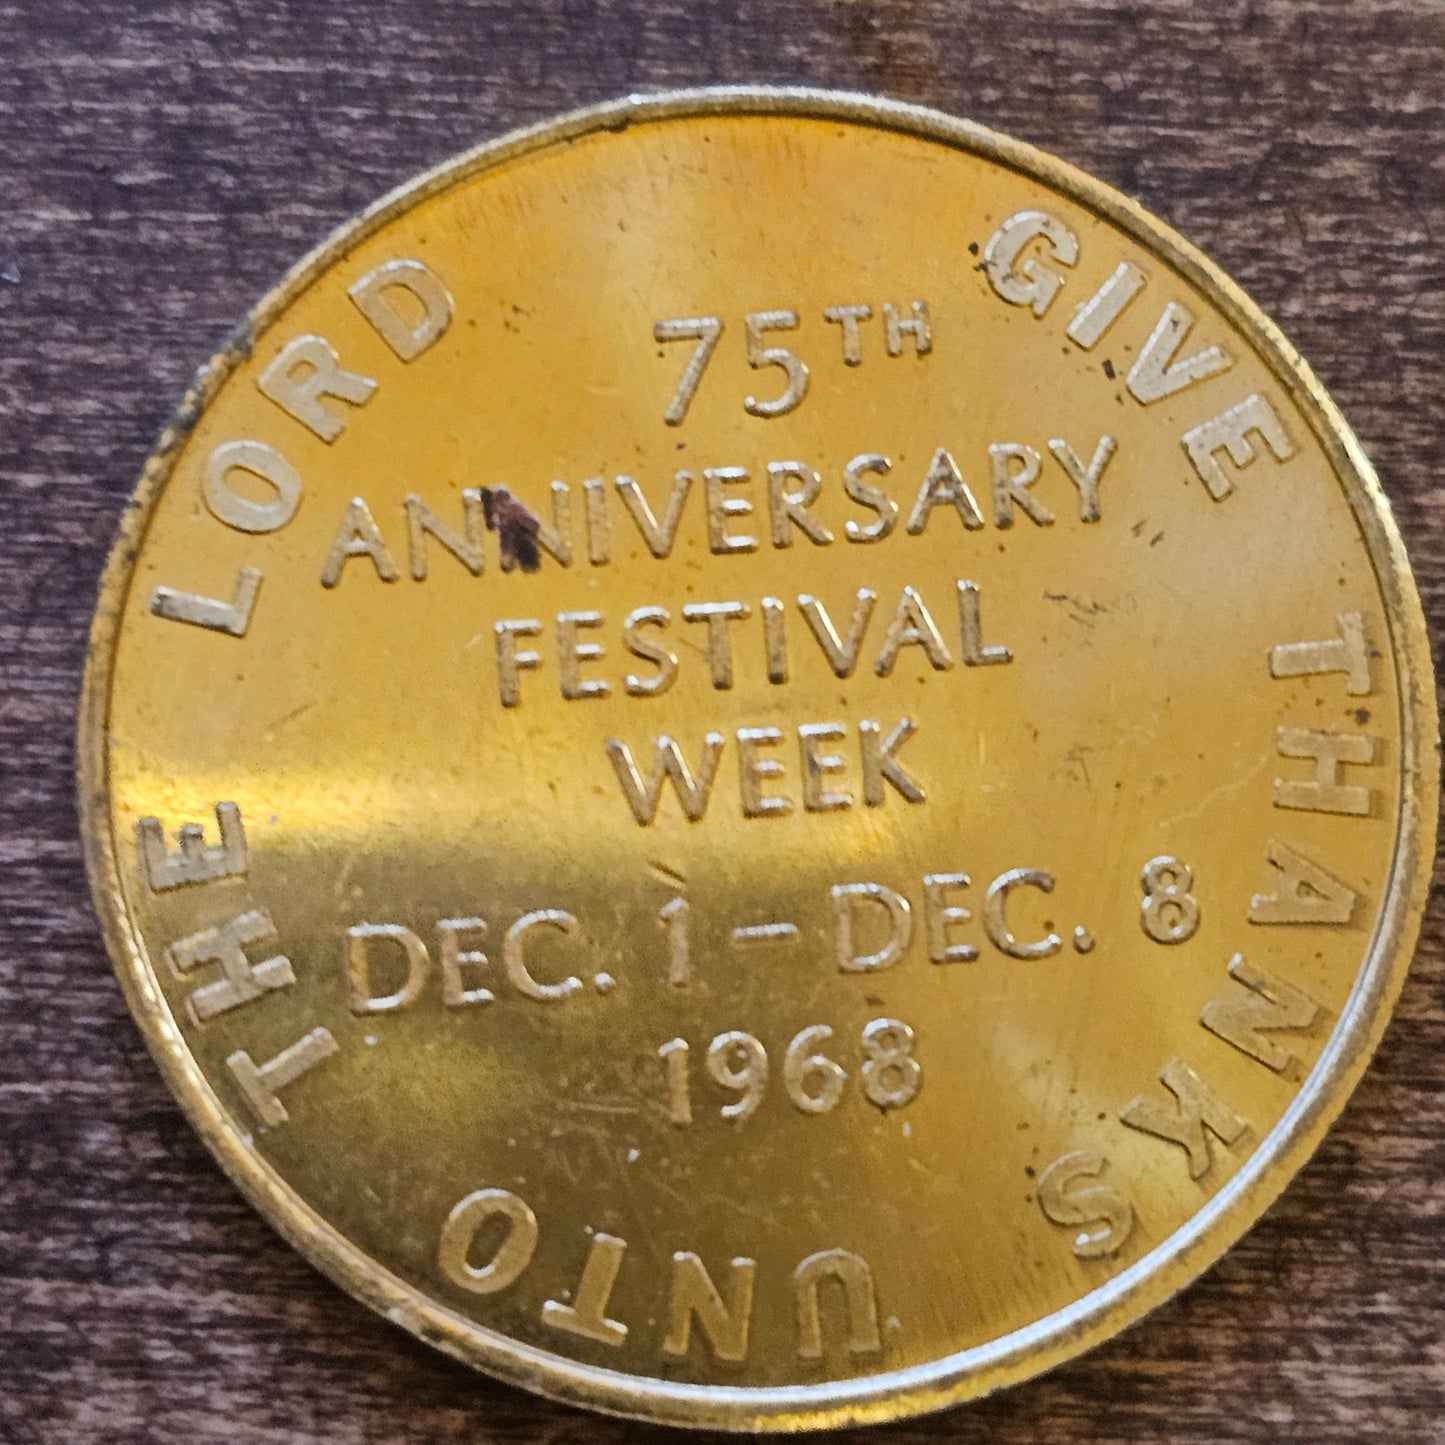 GIVE THANKS UNTO THE LORD
75TH
ANNIVERSARY
FESTIVAL
WEEK
DEC. 1 – DEC. 8
1968